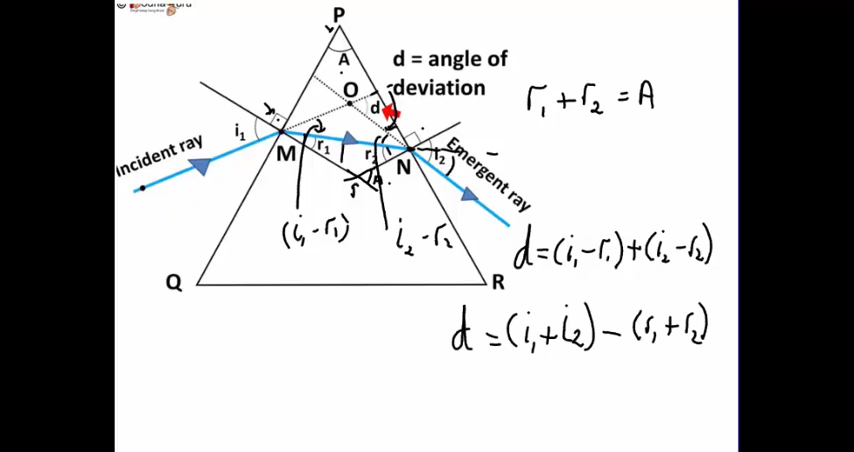 P
A
d = angle of
deviation
O
d
r₁ + r₂ = A
i₁
M
r₁
N
i₂
Incident ray
Emergent ray
A
(i₁ - r₁)
i₂ - r₂
d = (i₁ - r₁) + (i₂ - r₂)
Q
R
d = (i₁ + i₂) - (r₁ + r₂)